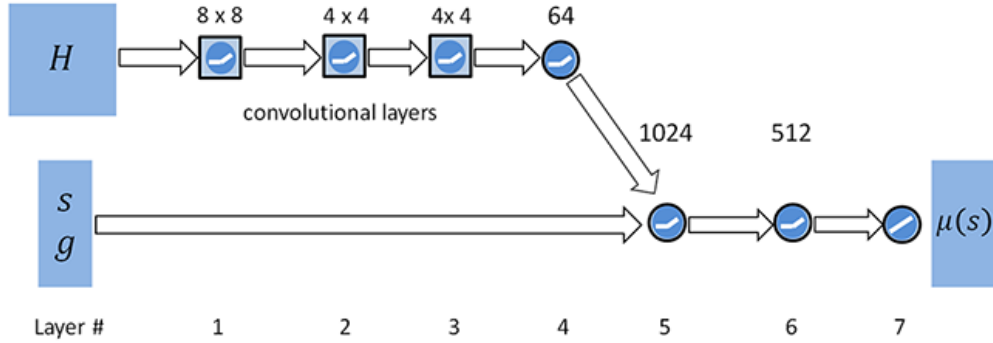 8 x 8 4 x 4 4x 4 64
H
convolutional layers
1024 512
s
g
μ(s)
Layer # 1 2 3 4 5 6 7